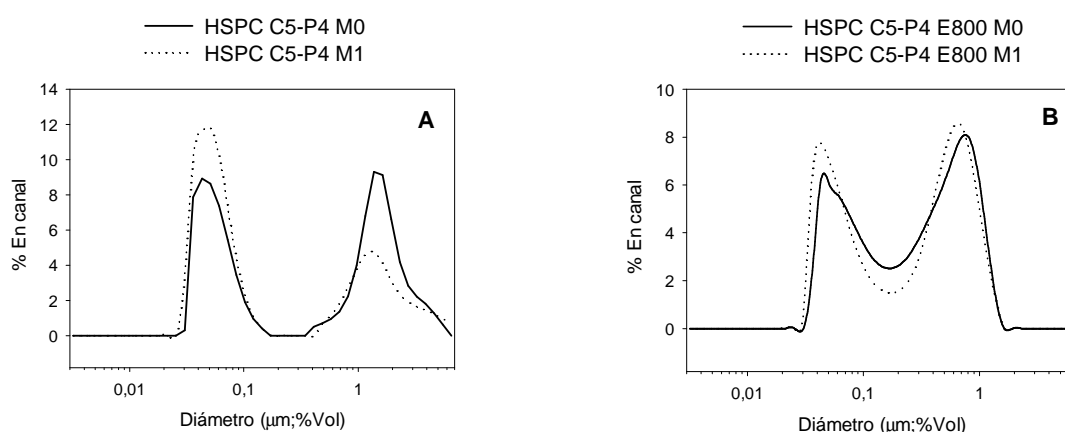 HSPC C5-P4 M0
HSPC C5-P4 M1
14
12
10
8
6
4
2
0
% En canal
A
0,01
0,1
1
Diámetro (µm;%Vol)
HSPC C5-P4 E800 M0
HSPC C5-P4 E800 M1
10
8
6
4
2
0
% En canal
B
0,01
0,1
1
Diámetro (µm;%Vol)